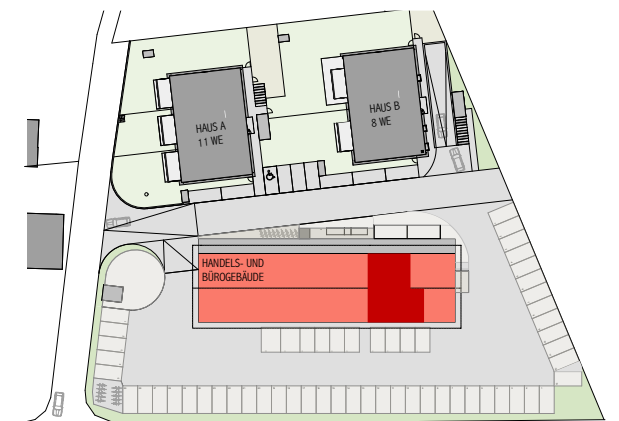 HAUS A
11 WE
HAUS B
8 WE
HANDELS- UND
BÜROGEBÄUDE